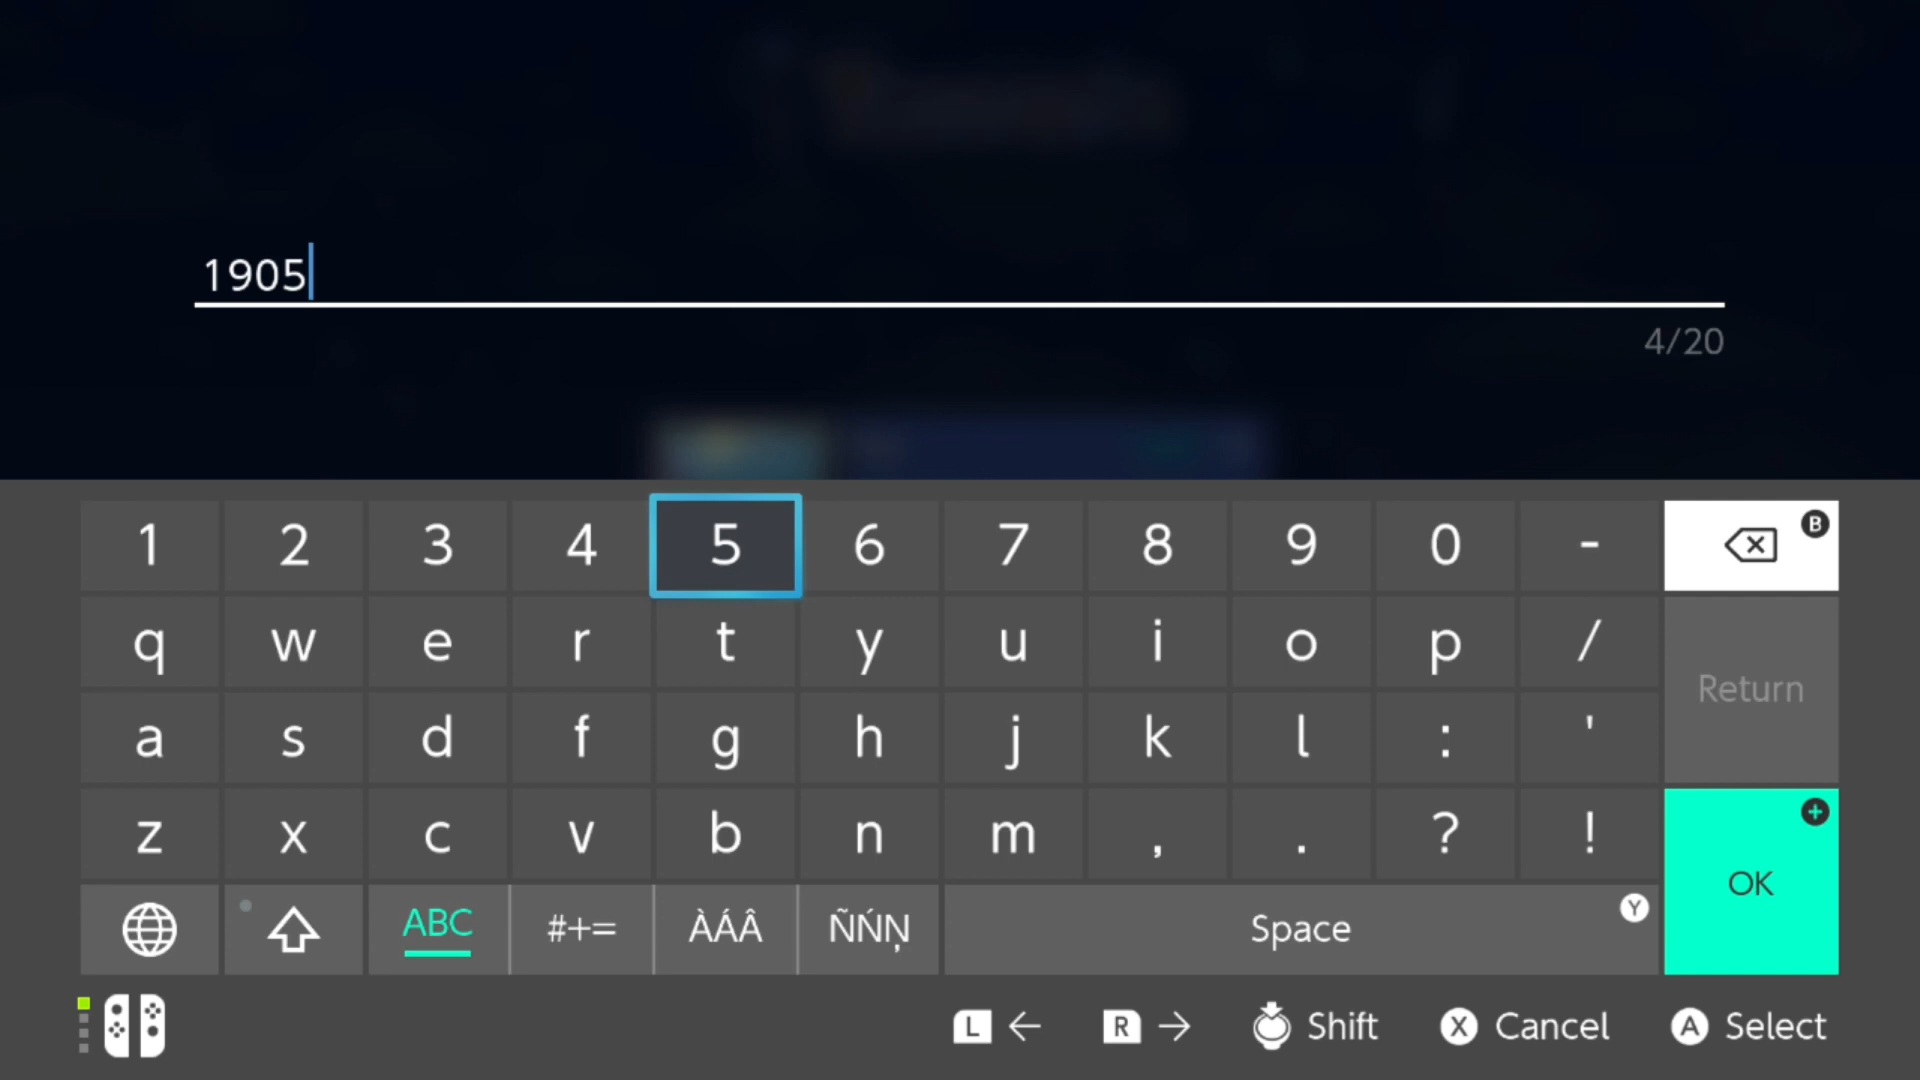 1905
4/20
1 2 3 4 5 6 7 8 9 0 - B
q w e r t y u i o p / Return
a s d f g h j k l : '
z x c v b n m , . ? ! + OK
ABC #+= ÀÁÂ ÑŃŅ Space Y
L ← R → Shift X Cancel A Select